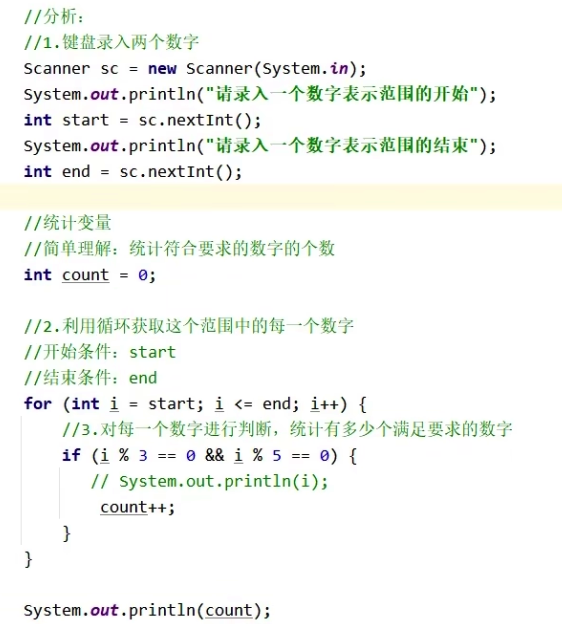 //分析：
//1.键盘录入两个数字
Scanner sc = new Scanner(System.in);
System.out.println("请录入一个数字表示范围的开始");
int start = sc.nextInt();
System.out.println("请录入一个数字表示范围的结束");
int end = sc.nextInt();
//统计变量
//简单理解：统计符合要求的数字的个数
int count = 0;
//2.利用循环获取这个范围中的每一个数字
//开始条件：start
//结束条件：end
for (int i = start; i <= end; i++) {
//3.对每一个数字进行判断，统计有多少个满足要求的数字
if (i % 3 == 0 && i % 5 == 0) {
// System.out.println(i);
count++;
}
}
System.out.println(count);